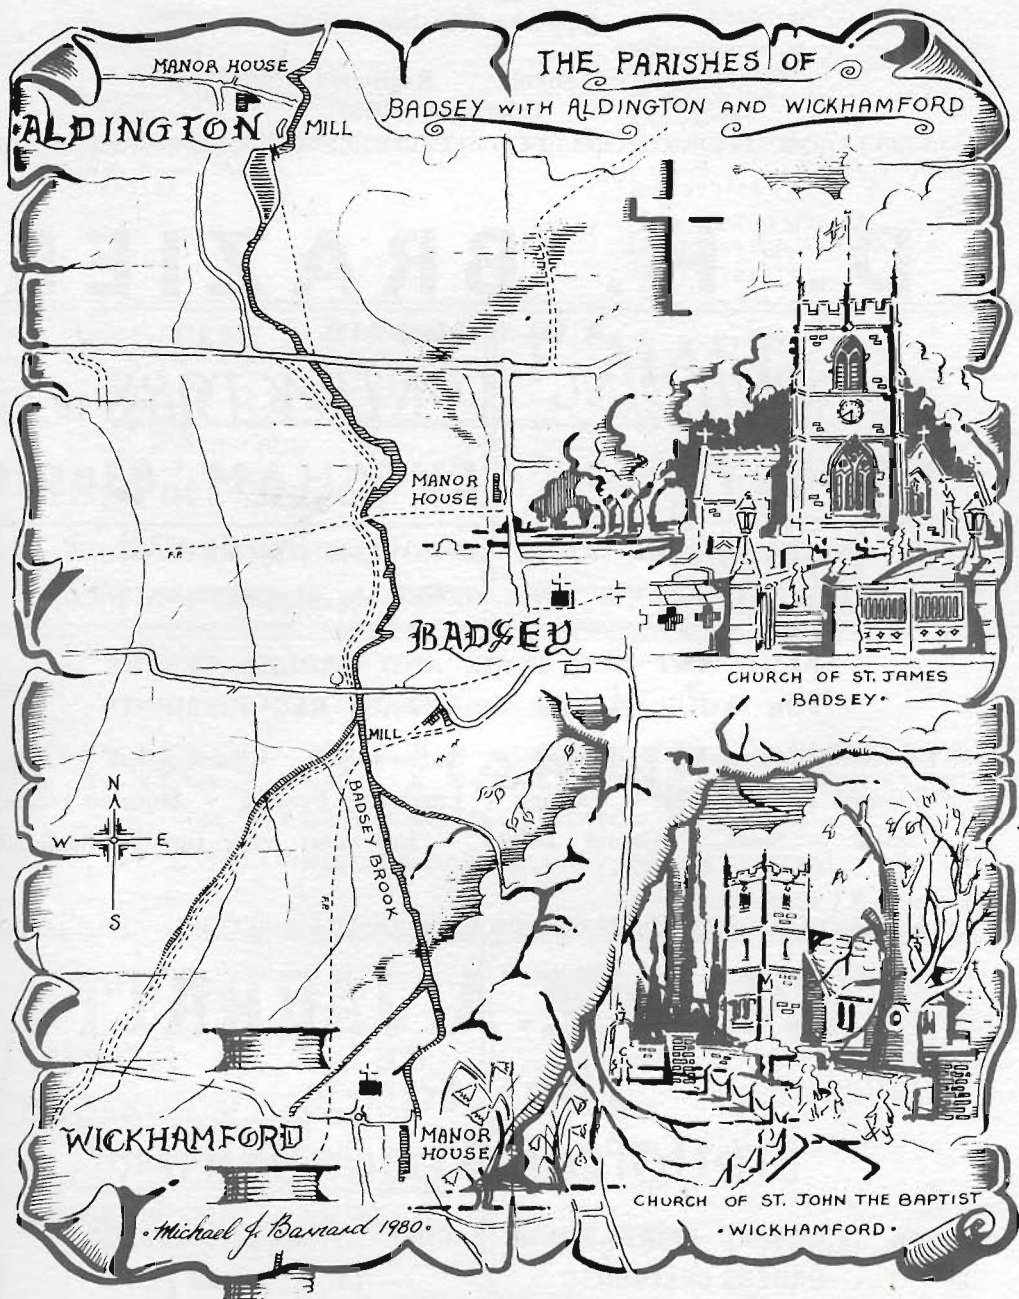 THE PARISHES OF
BADSEY WITH ALDINGTON AND WICKHAMFORD
MANOR HOUSE
ALDINGTON
MILL
MANOR
HOUSE
F.P.
BADSEY
CHURCH OF ST. JAMES
· BADSEY ·
MILL
BADSEY BROOK
N
W E
S
F.P.
WICKHAMFORD
MANOR
HOUSE
CHURCH OF ST. JOHN THE BAPTIST
· WICKHAMFORD ·
· Michael J. Barnard 1980 ·